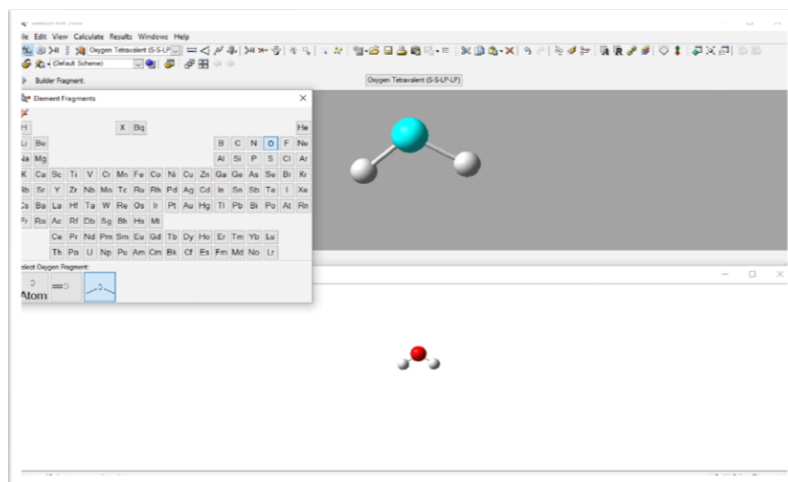 Edit View Calculate Results Windows Help
Oxygen Tetravalent (S-S-LP
(Default Scheme)
Builder Fragment:
Oxygen Tetravalent (S-S-LP-LP)
Element Fragments
H X Bq He
Li Be B C N O F Ne
Na Mg Al Si P S Cl Ar
K Ca Sc Ti V Cr Mn Fe Co Ni Cu Zn Ga Ge As Se Br Kr
Rb Sr Y Zr Nb Mo Tc Ru Rh Pd Ag Cd In Sn Sb Te I Xe
Cs Ba La Hf Ta W Re Os Ir Pt Au Hg Tl Pb Bi Po At Rn
Fr Ra Ac Rf Db Sg Bh Hs Mt
Ce Pr Nd Pm Sm Eu Gd Tb Dy Ho Er Tm Yb Lu
Th Pa U Np Pu Am Cm Bk Cf Es Fm Md No Lr
Select Oxygen Fragment:
Atom